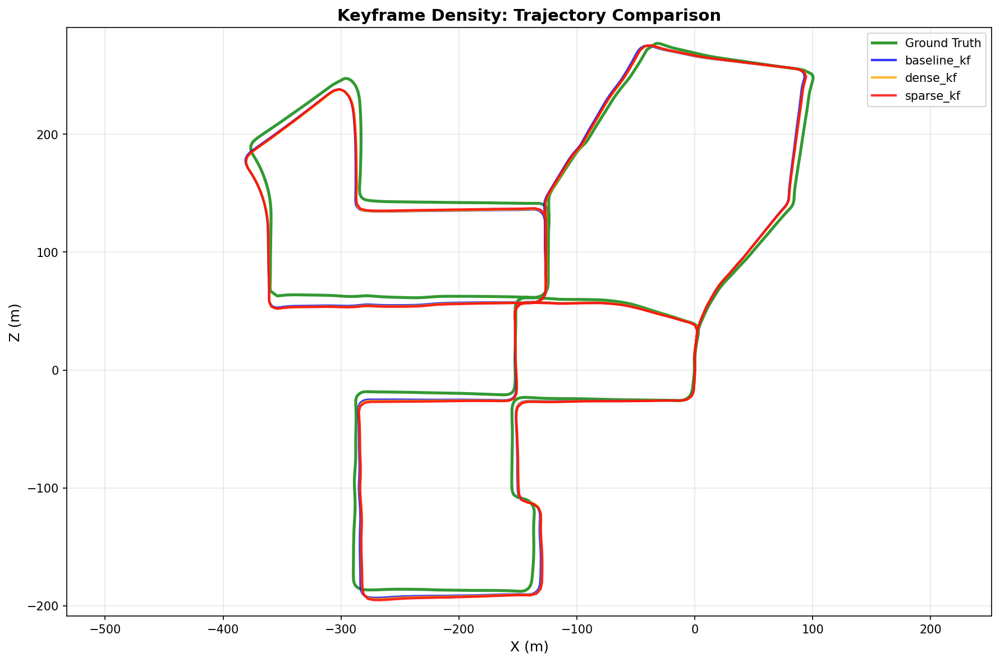 Keyframe Density: Trajectory Comparison
Ground Truth
baseline_kf
dense_kf
sparse_kf
200
100
0
−100
−200
Z (m)
−500
−400
−300
−200
−100
0
100
200
X (m)